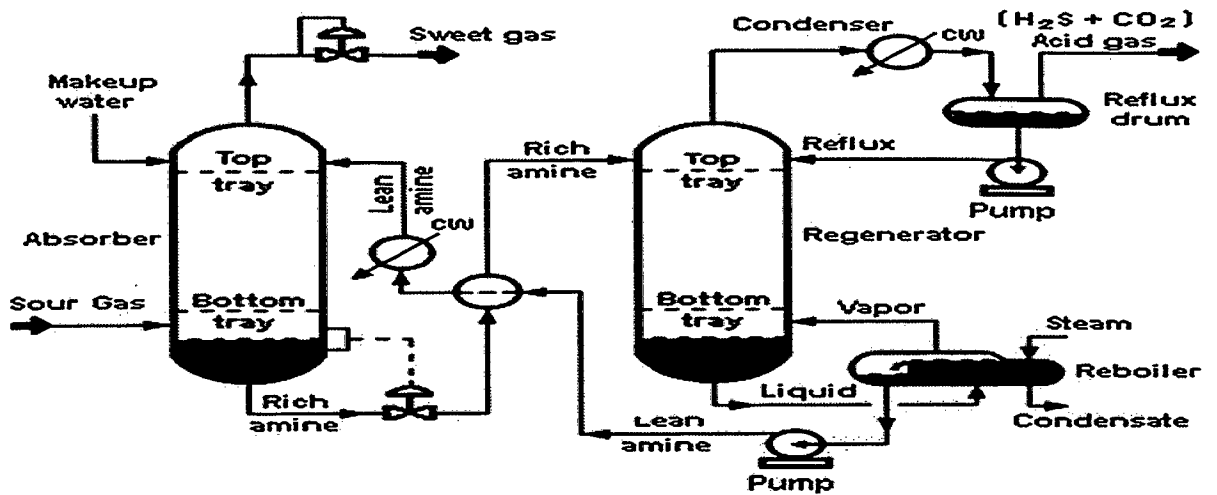 Condenser
(H₂S + CO₂)
Acid gas
Sweet gas
CW
Makeup
water
Reflux
drum
Rich
amine
Reflux
Top
tray
Lean
amine
Top
tray
Pump
CW
Absorber
Regenerator
Sour Gas
Bottom
tray
Bottom
tray
Vapor
Steam
Reboiler
Rich
amine
Liquid
Condensate
Lean
amine
Pump